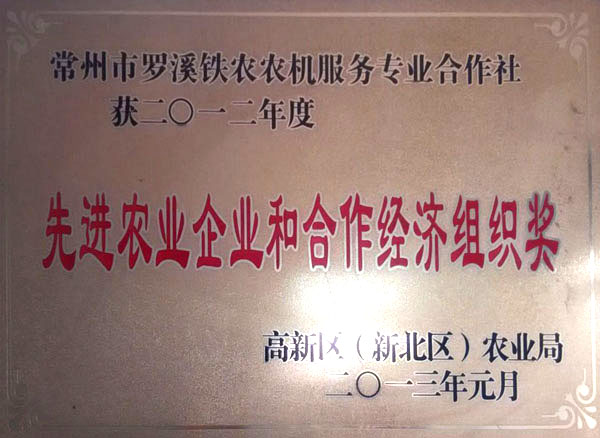 常州市罗溪铁农农机服务专业合作社
获二〇一二年度
先进农业企业和合作经济组织奖
高新区（新北区）农业局
二〇一三年元月